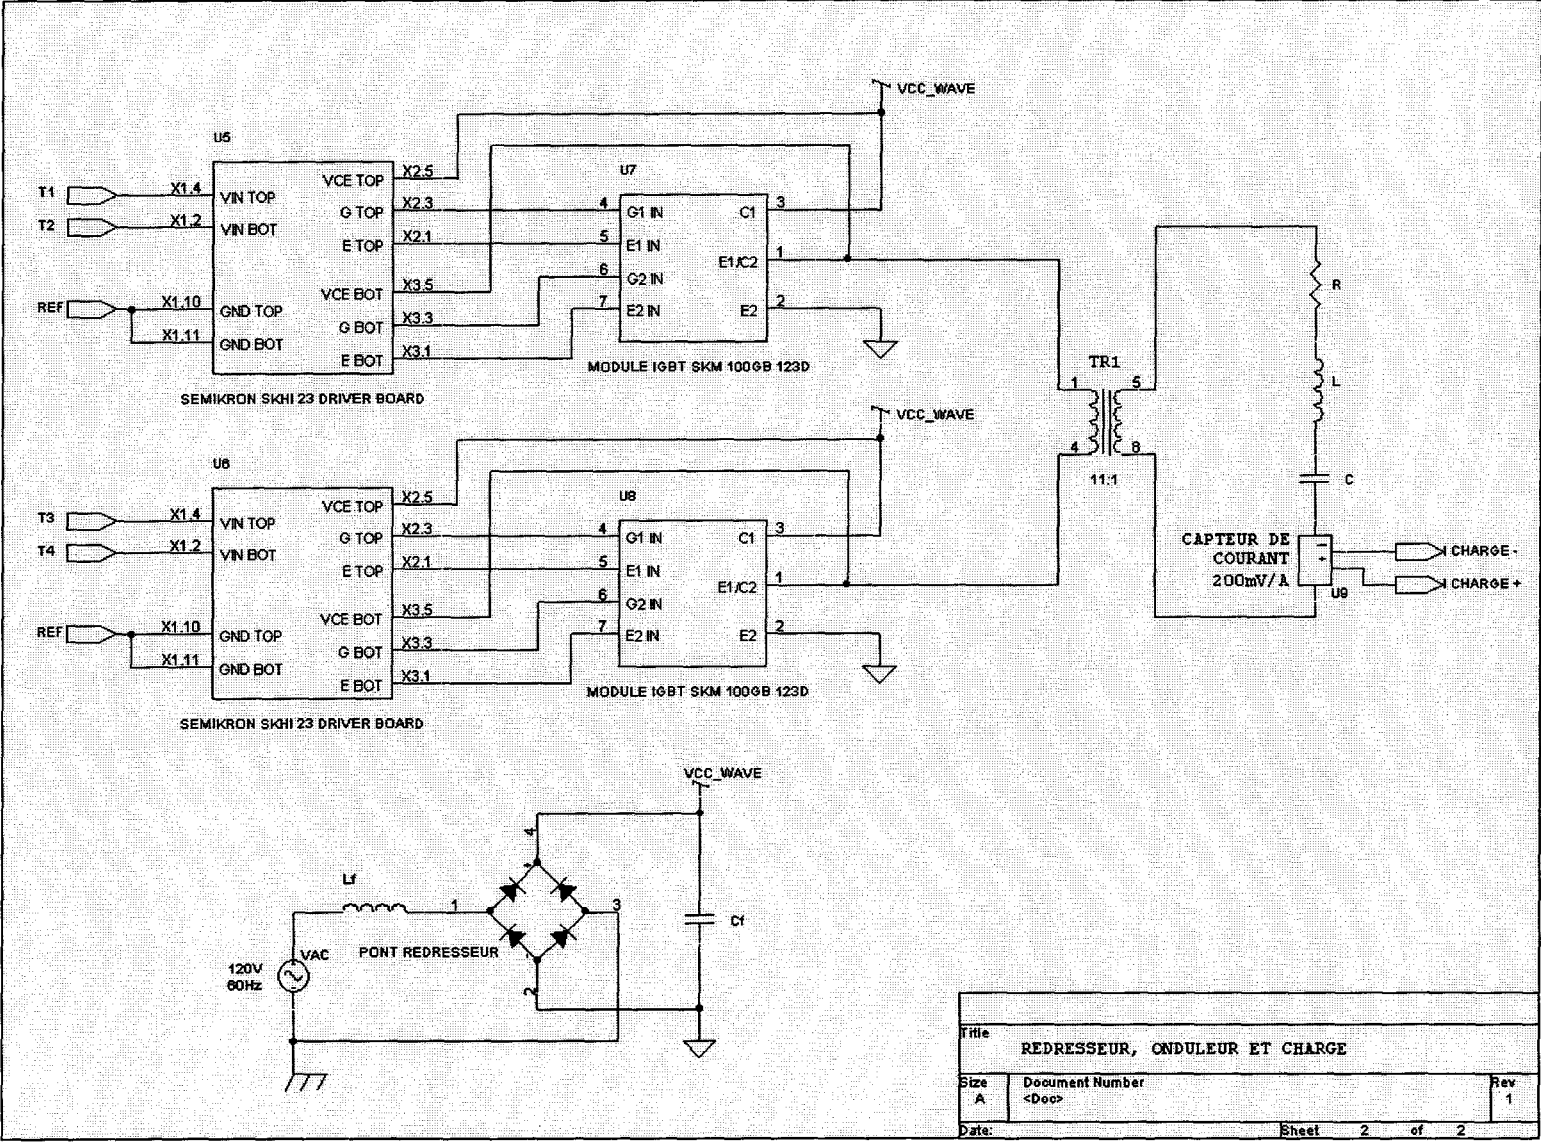 VCC_WAVE
U5
X2.5
U7
T1
X1.4
VIN TOP
VCE TOP
X2.3
4
G1 IN
C1
3
G TOP
T2
X1.2
VIN BOT
X2.1
5
E1 IN
E TOP
E1/C2
1
X3.5
6
G2 IN
VCE BOT
REF
X1.10
GND TOP
X3.3
7
E2 IN
E2
2
G BOT
X1.11
GND BOT
X3.1
E BOT
MODULE IGBT SKM 100GB 123D
SEMIKRON SKHI 23 DRIVER BOARD
R
L
C
TR1
1
5
4
8
11:1
CAPTEUR DE
COURANT
200mV/A
-
+
U9
CHARGE -
CHARGE +
VCC_WAVE
U6
X2.5
U8
T3
X1.4
VIN TOP
VCE TOP
X2.3
4
G1 IN
C1
3
G TOP
T4
X1.2
VIN BOT
X2.1
5
E1 IN
E TOP
E1/C2
1
X3.5
6
G2 IN
VCE BOT
REF
X1.10
GND TOP
X3.3
7
E2 IN
E2
2
G BOT
X1.11
GND BOT
X3.1
E BOT
MODULE IGBT SKM 100GB 123D
SEMIKRON SKHI 23 DRIVER BOARD
VCC_WAVE
4
Lf
1
3
Cf
PONT REDRESSEUR
VAC
120V
60Hz
2
Title
REDRESSEUR, ONDULEUR ET CHARGE
Size
Document Number
Rev
A
<Doc>
1
Date:
Sheet 2 of 2